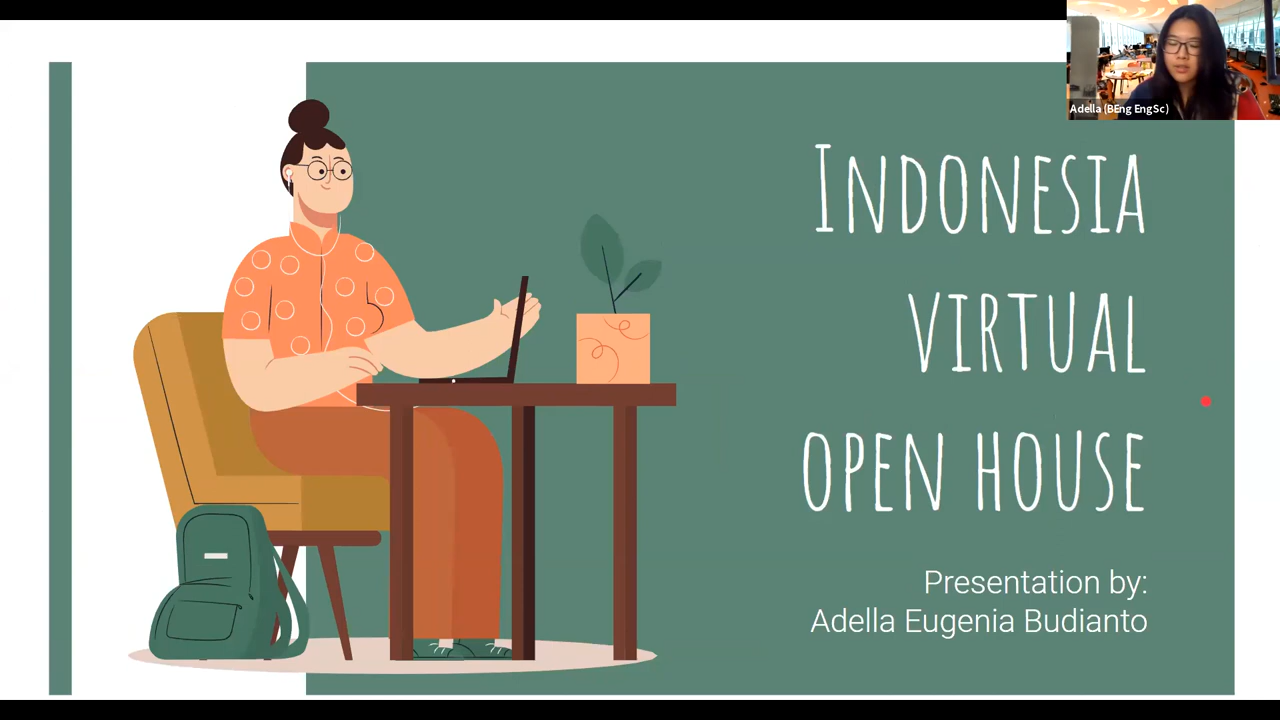 Adella (BEng EngSc)
INDONESIA
VIRTUAL
OPEN HOUSE
Presentation by:
Adella Eugenia Budianto